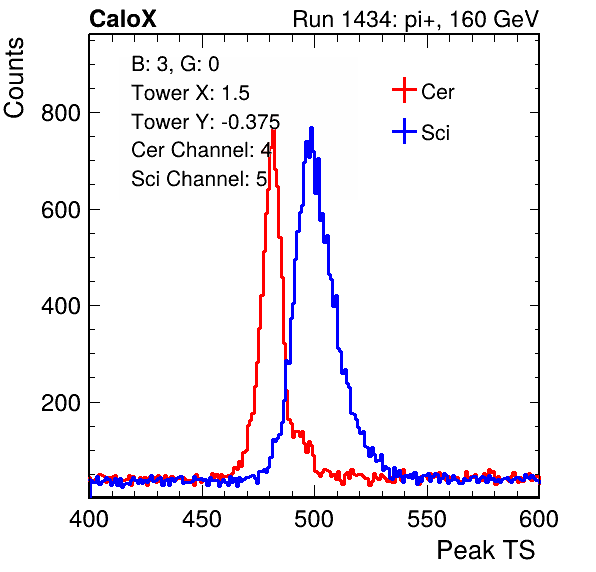 CaloX Run 1434: pi+, 160 GeV
Counts
B: 3, G: 0
Tower X: 1.5
Tower Y: -0.375
Cer Channel: 4
Sci Channel: 5
Cer
Sci
800
600
400
200
400 450 500 550 600
Peak TS